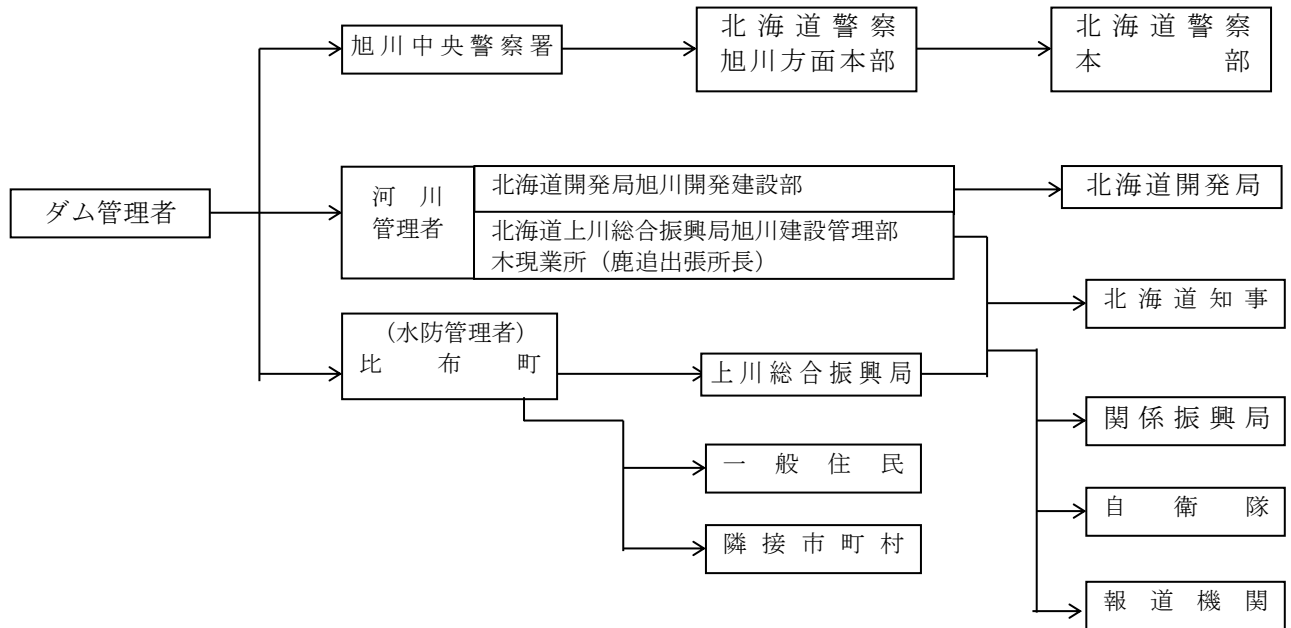 旭川中央警察署
北海道警察
旭川方面本部
北海道警察
本部
ダム管理者
河川
管理者
北海道開発局旭川開発建設部
北海道開発局
北海道上川総合振興局旭川建設管理部
木現業所（鹿追出張所長）
北海道知事
(水防管理者)
比布町
上川総合振興局
関係振興局
一般住民
自衛隊
隣接市町村
報道機関